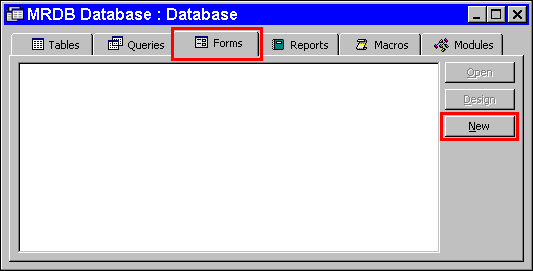 MRDB Database : Database
Tables Queries Forms Reports Macros Modules
Open
Design
New